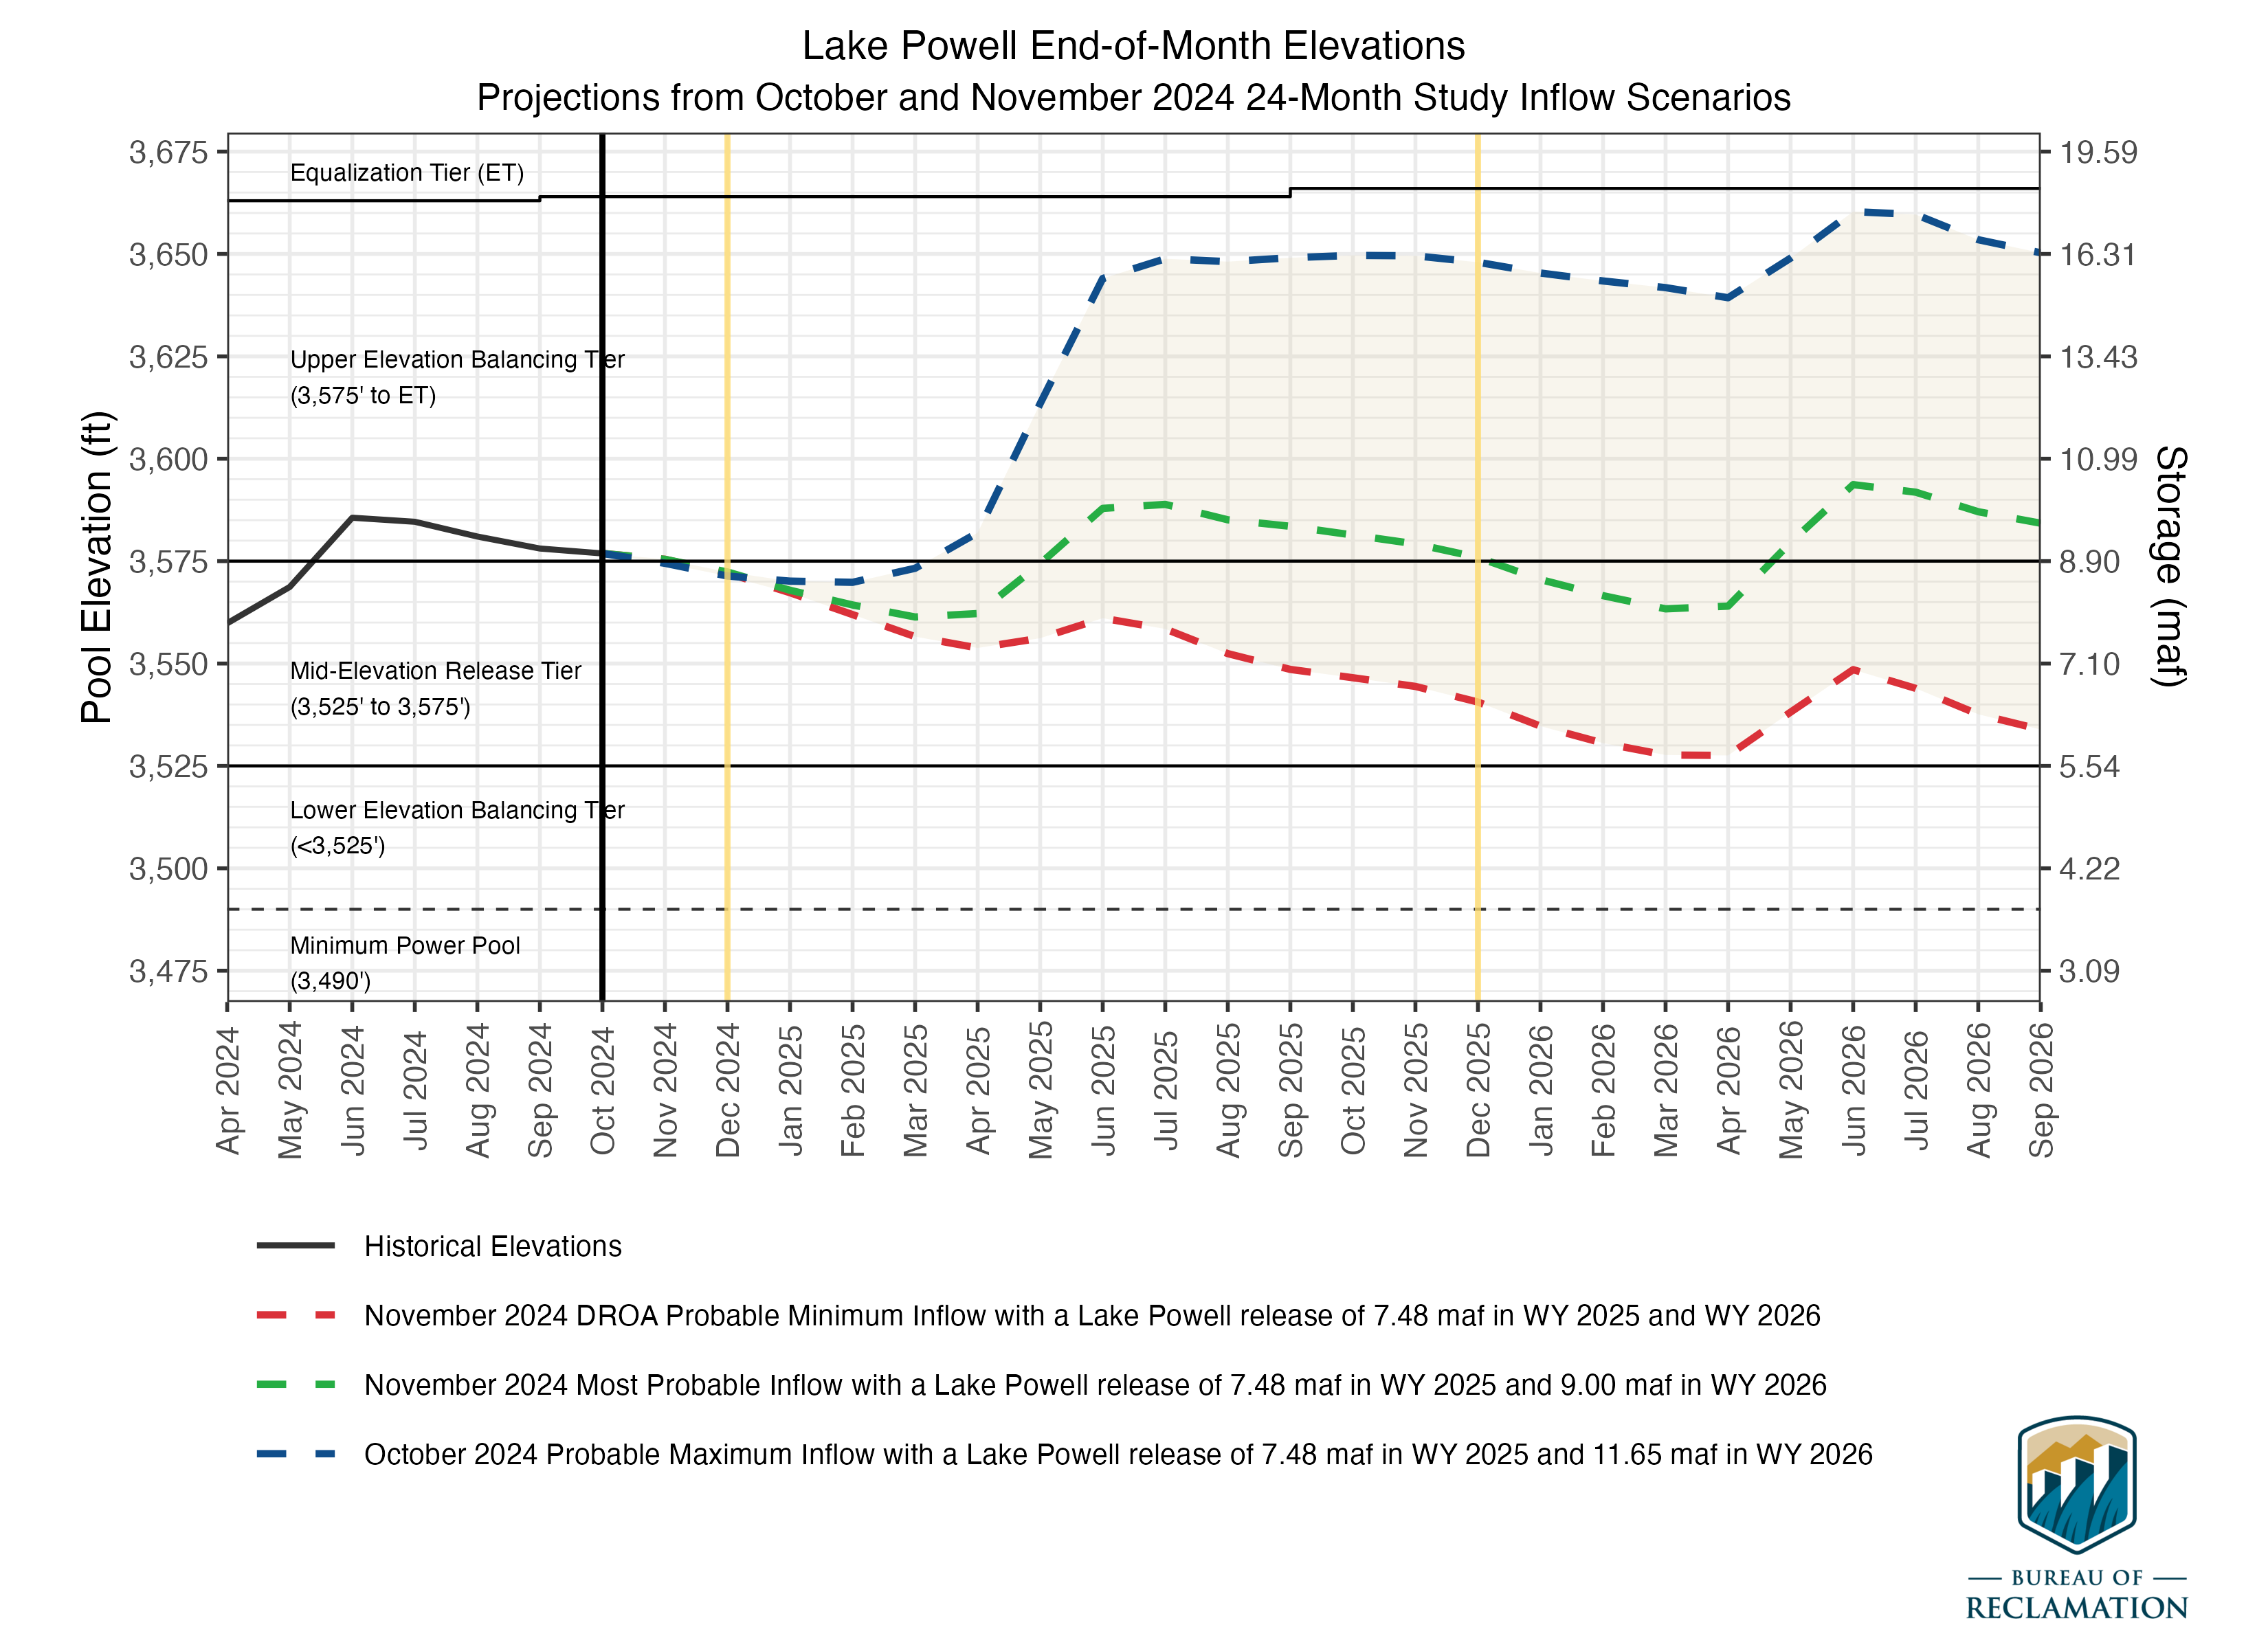 Lake Powell End-of-Month Elevations
Projections from October and November 2024 24-Month Study Inflow Scenarios
Pool Elevation (ft)
3,675
3,650
3,625
3,600
3,575
3,550
3,525
3,500
3,475
Equalization Tier (ET)
Upper Elevation Balancing Tier
(3,575' to ET)
Mid-Elevation Release Tier
(3,525' to 3,575')
Lower Elevation Balancing Tier
(<3,525')
Minimum Power Pool
(3,490')
19.59
16.31
13.43
10.99
8.90
7.10
5.54
4.22
3.09
Storage (maf)
Apr 2024
May 2024
Jun 2024
Jul 2024
Aug 2024
Sep 2024
Oct 2024
Nov 2024
Dec 2024
Jan 2025
Feb 2025
Mar 2025
Apr 2025
May 2025
Jun 2025
Jul 2025
Aug 2025
Sep 2025
Oct 2025
Nov 2025
Dec 2025
Jan 2026
Feb 2026
Mar 2026
Apr 2026
May 2026
Jun 2026
Jul 2026
Aug 2026
Sep 2026
Historical Elevations
November 2024 DROA Probable Minimum Inflow with a Lake Powell release of 7.48 maf in WY 2025 and WY 2026
November 2024 Most Probable Inflow with a Lake Powell release of 7.48 maf in WY 2025 and 9.00 maf in WY 2026
October 2024 Probable Maximum Inflow with a Lake Powell release of 7.48 maf in WY 2025 and 11.65 maf in WY 2026
BUREAU OF
RECLAMATION